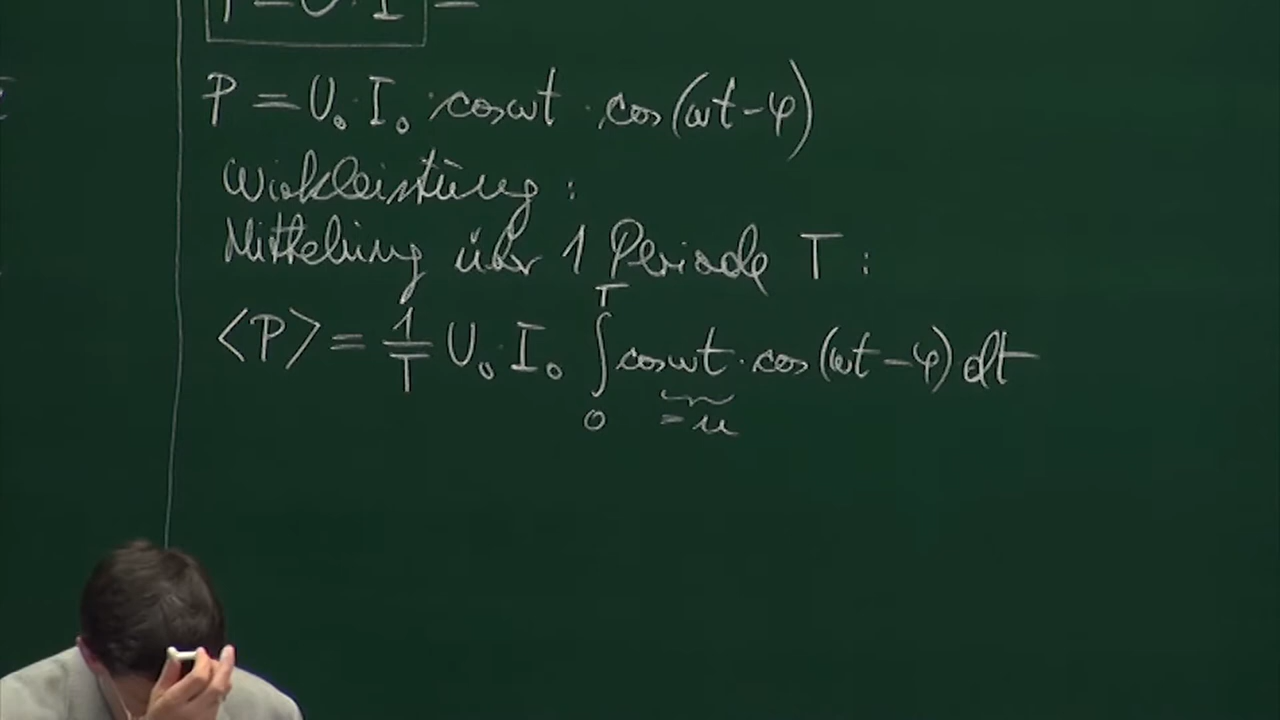 P = U · I =
P = U₀ · I₀ · cos ωt · cos(ωt - φ)
Wirkleistung :
Mittelung über 1 Periode T :
⟨P⟩ = 1/T U₀ · I₀ ∫₀ᵀ cos ωt · cos(ωt - φ) dt
= u